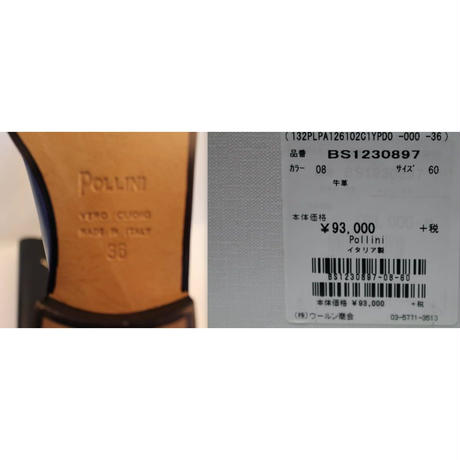 POLLINI
VERO CUOIO
MADE IN ITALY
36
(132PLPA126102C1YPD0 -000 -36)
品番 BS1230897
カラー 08 サイズ 60
牛革
本体価格
¥93,000 +税
Pollini
イタリア製
BS1230897-08-60
本体価格 ¥93,000 +税
(株)ウールン商会 03-5771-3513